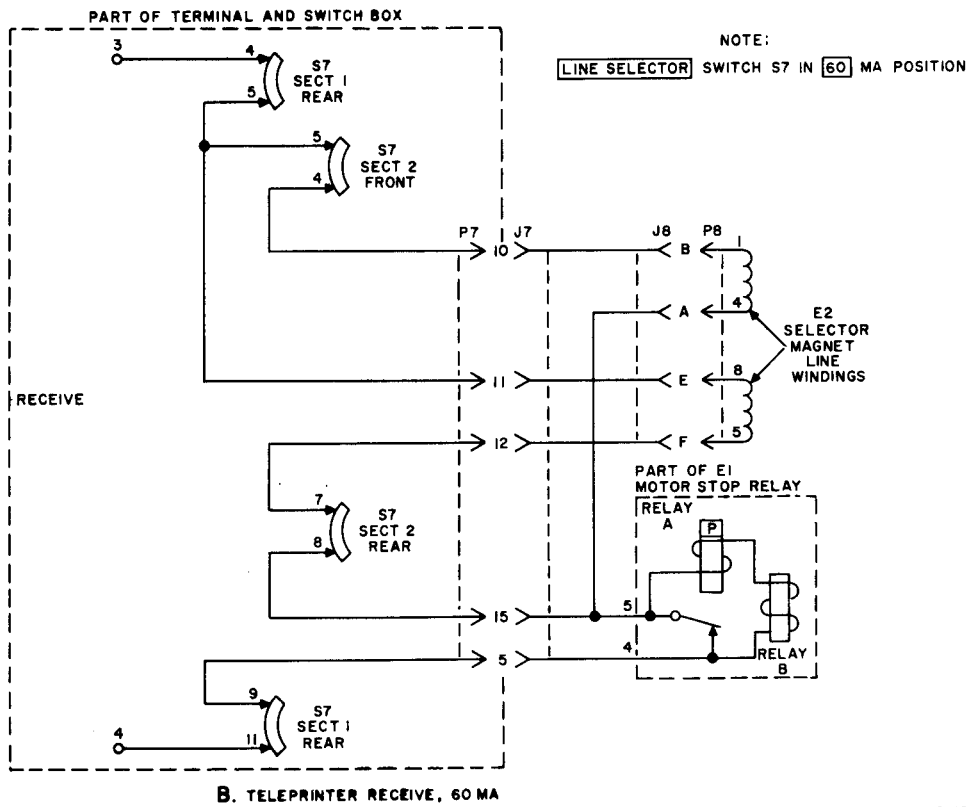 PART OF TERMINAL AND SWITCH BOX
NOTE:
LINE SELECTOR SWITCH S7 IN 60 MA POSITION
3
4
S7
SECT 1
REAR
5
5
S7
SECT 2
FRONT
4
P7 10 J7
J8 B P8 1
A 4
E2
SELECTOR
MAGNET
LINE
WINDINGS
11 E 8
RECEIVE
12 F 5
PART OF E1
MOTOR STOP RELAY
RELAY
A
P
7
S7
SECT 2
REAR
8
15 5
5 4
RELAY
B
9
S7
SECT 1
REAR
4
11
B. TELEPRINTER RECEIVE, 60 MA